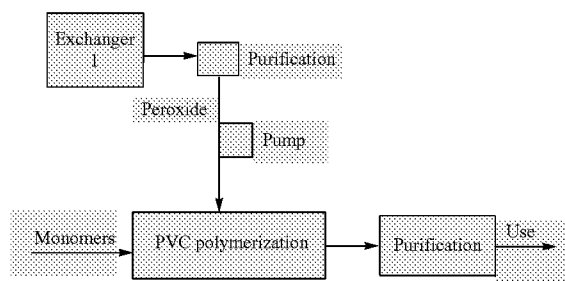 Exchanger
1
Purification
Peroxide
Pump
Monomers
PVC polymerization
Purification
Use